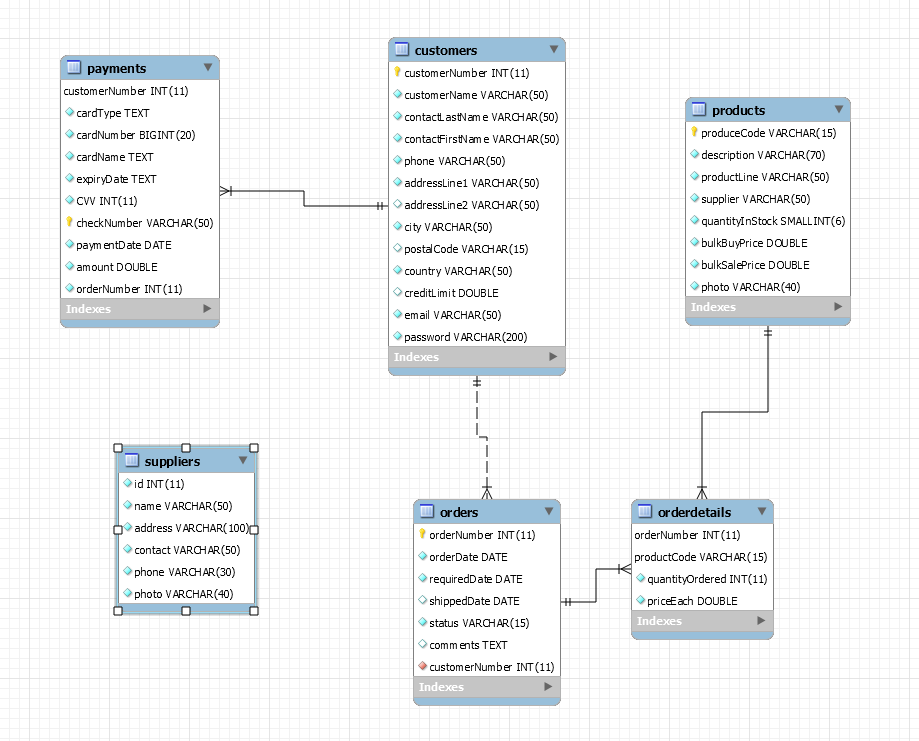 payments
customerNumber INT(11)
cardType TEXT
cardNumber BIGINT(20)
cardName TEXT
expiryDate TEXT
CVV INT(11)
checkNumber VARCHAR(50)
paymentDate DATE
amount DOUBLE
orderNumber INT(11)
Indexes
customers
customerNumber INT(11)
customerName VARCHAR(50)
contactLastName VARCHAR(50)
contactFirstName VARCHAR(50)
phone VARCHAR(50)
addressLine1 VARCHAR(50)
addressLine2 VARCHAR(50)
city VARCHAR(50)
postalCode VARCHAR(15)
country VARCHAR(50)
creditLimit DOUBLE
email VARCHAR(50)
password VARCHAR(200)
Indexes
products
produceCode VARCHAR(15)
description VARCHAR(70)
productLine VARCHAR(50)
supplier VARCHAR(50)
quantityInStock SMALLINT(6)
bulkBuyPrice DOUBLE
bulkSalePrice DOUBLE
photo VARCHAR(40)
Indexes
suppliers
id INT(11)
name VARCHAR(50)
address VARCHAR(100)
contact VARCHAR(50)
phone VARCHAR(30)
photo VARCHAR(40)
orders
orderNumber INT(11)
orderDate DATE
requiredDate DATE
shippedDate DATE
status VARCHAR(15)
comments TEXT
customerNumber INT(11)
Indexes
orderdetails
orderNumber INT(11)
productCode VARCHAR(15)
quantityOrdered INT(11)
priceEach DOUBLE
Indexes